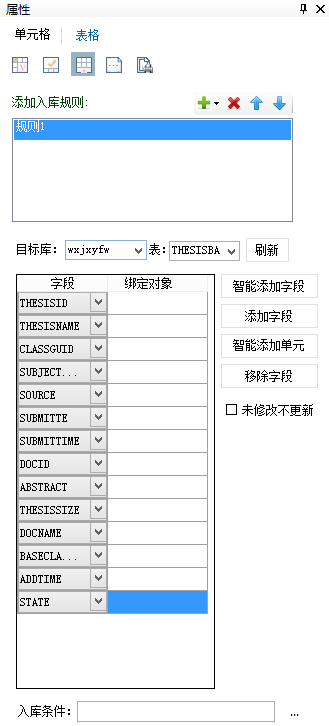 属性
单元格 表格
添加入库规则:
规则1
目标库: wxjxyfw 表: THESISBA 刷新
字段 绑定对象
智能添加字段
THESISID
THESISNAME
添加字段
CLASSGUID
智能添加单元
SUBJECT...
移除字段
SOURCE
未修改不更新
SUBMITTE
SUBMITTIME
DOCID
ABSTRACT
THESISSIZE
DOCNAME
BASECLA...
ADDTIME
STATE
入库条件: ...